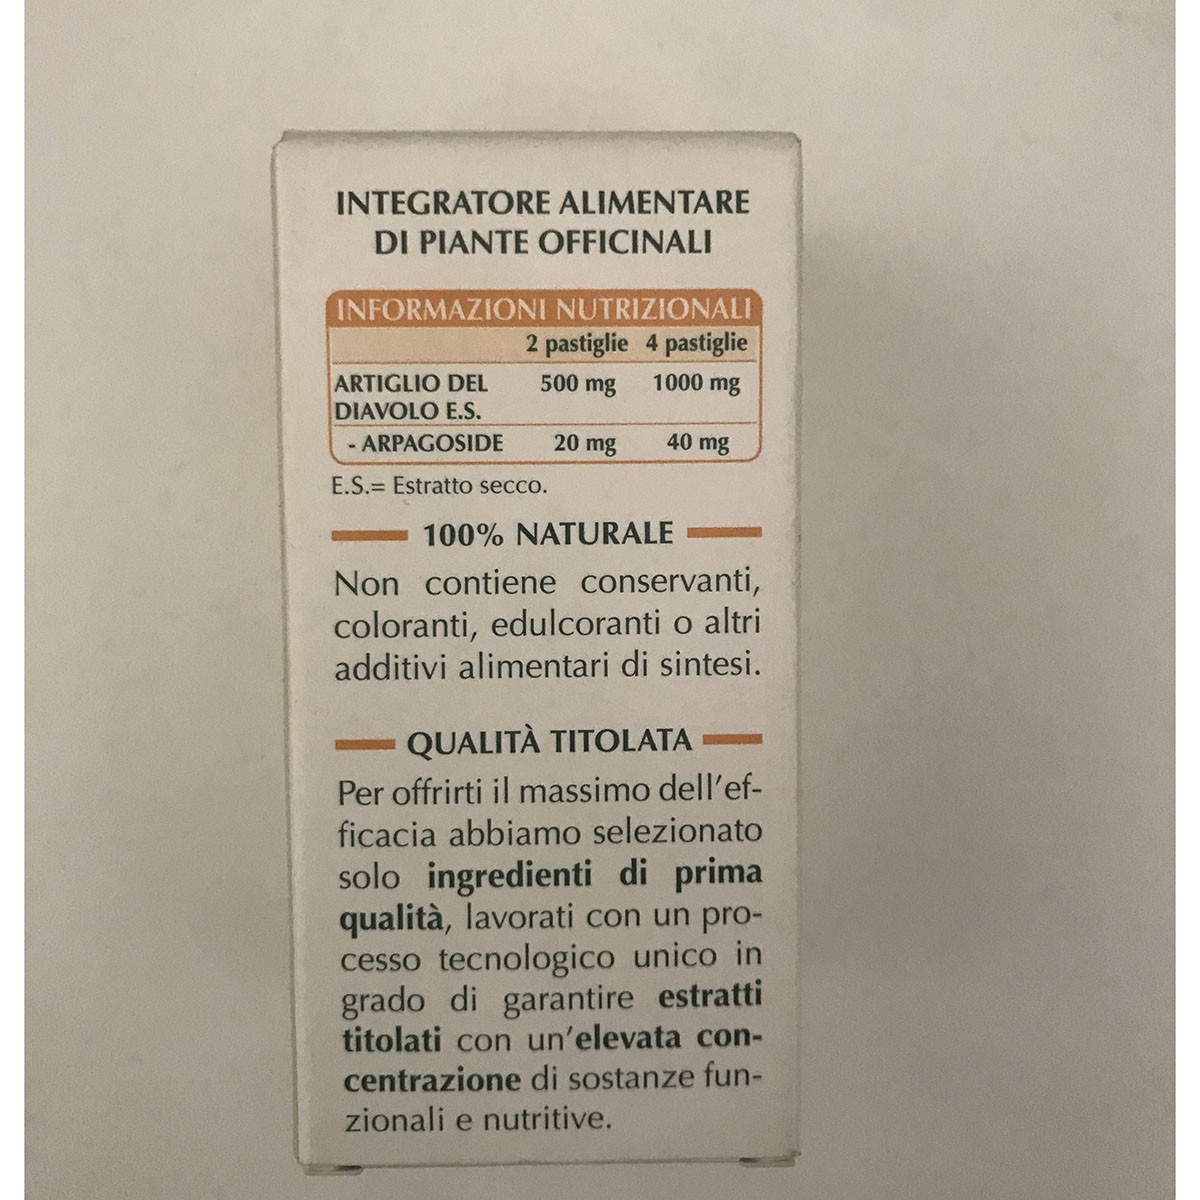 INTEGRATORE ALIMENTARE
DI PIANTE OFFICINALI
INFORMAZIONI NUTRIZIONALI
2 pastiglie 4 pastiglie
ARTIGLIO DEL 500 mg 1000 mg
DIAVOLO E.S.
- ARPAGOSIDE 20 mg 40 mg
E.S.= Estratto secco.
100% NATURALE
Non contiene conservanti,
coloranti, edulcoranti o altri
additivi alimentari di sintesi.
QUALITÀ TITOLATA
Per offrirti il massimo dell'ef-
ficacia abbiamo selezionato
solo ingredienti di prima
qualità, lavorati con un pro-
cesso tecnologico unico in
grado di garantire estratti
titolati con un'elevata con-
centrazione di sostanze fun-
zionali e nutritive.